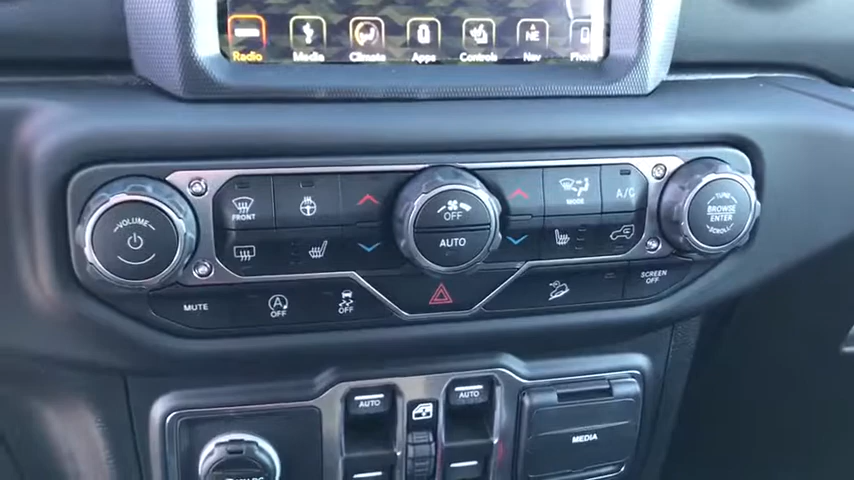 Radio Media Climate Apps Controls Nav Phone
VOLUME
FRONT
OFF
AUTO
MODE
A/C
TUNE
BROWSE
ENTER
SCROLL
MUTE
A
OFF
OFF
SCREEN
OFF
AUTO
AUTO
MEDIA